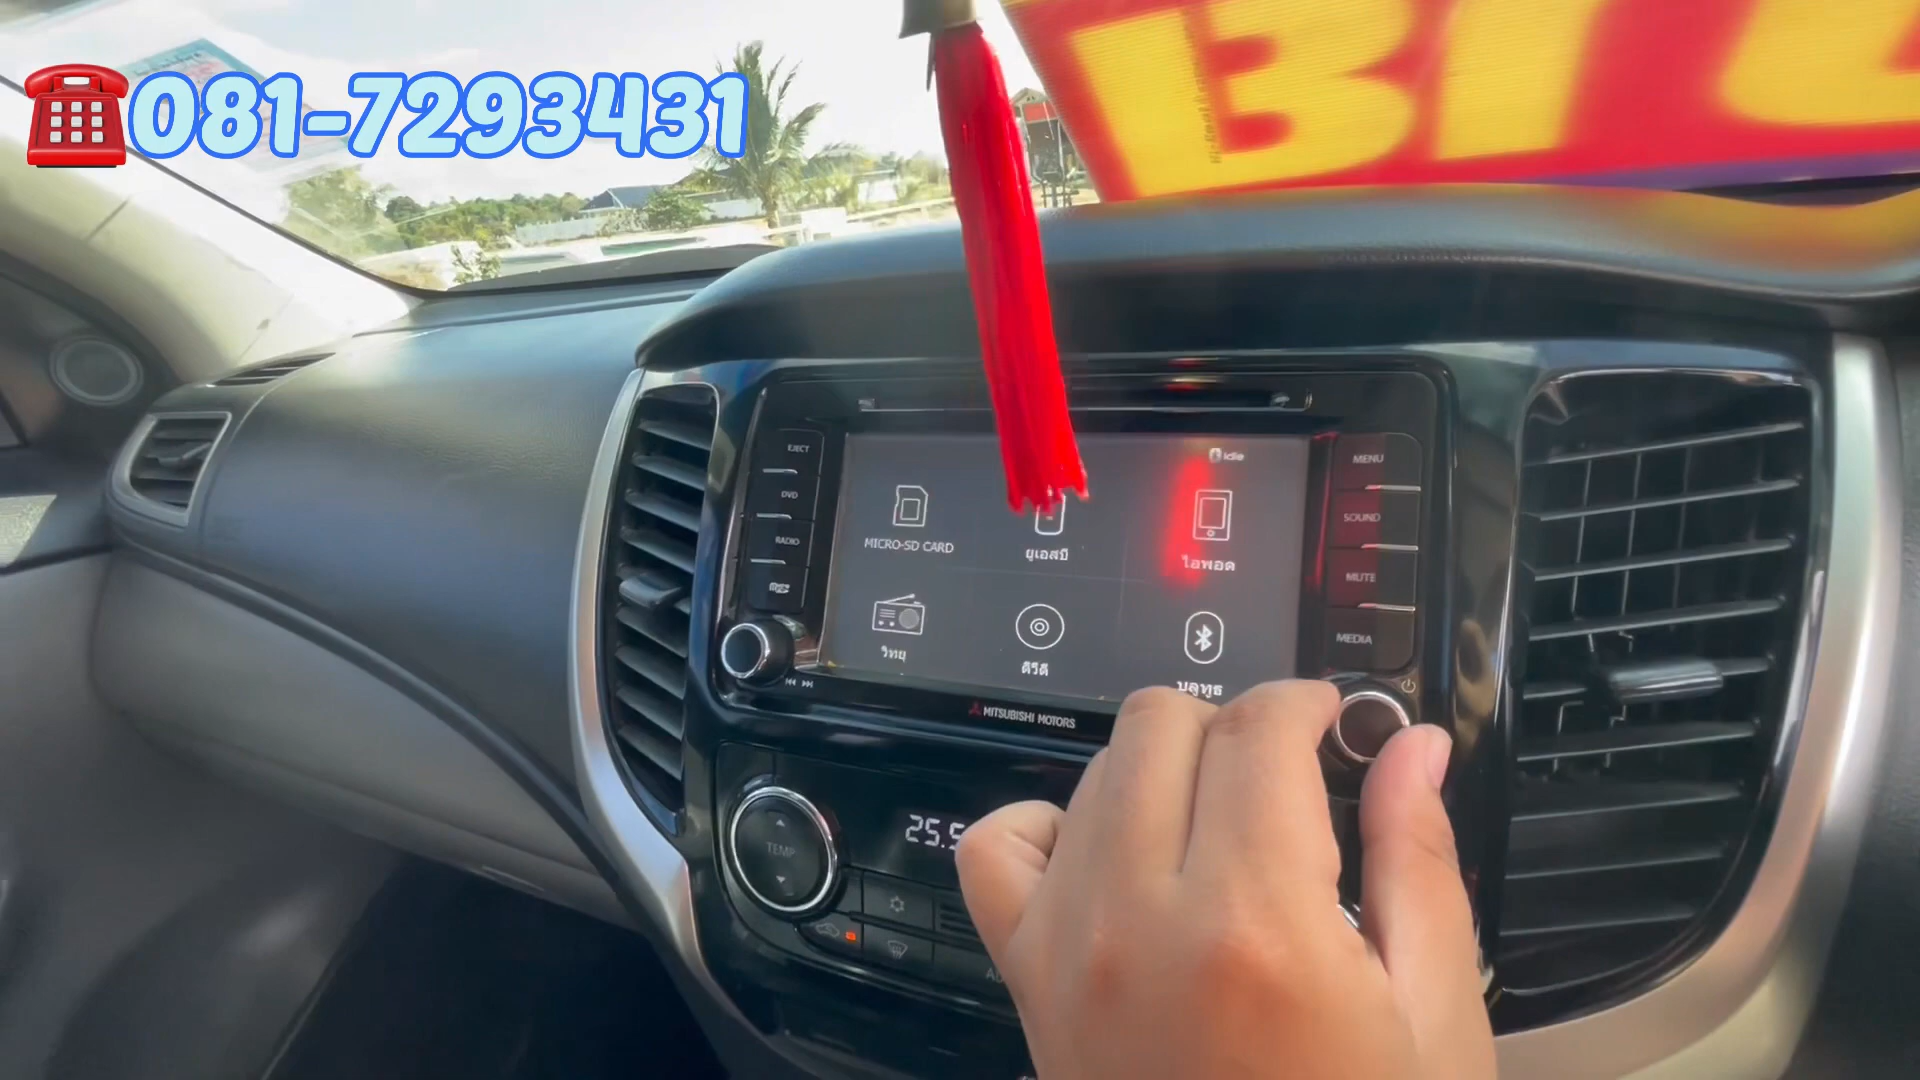 081-7293431
EJECT
DVD
RADIO
Idle
MICRO-SD CARD
ยูเอสบี
ไอพอด
วิทยุ
ดีวีดี
บลูทูธ
MENU
SOUND
MUTE
MEDIA
MITSUBISHI MOTORS
TEMP
25.5